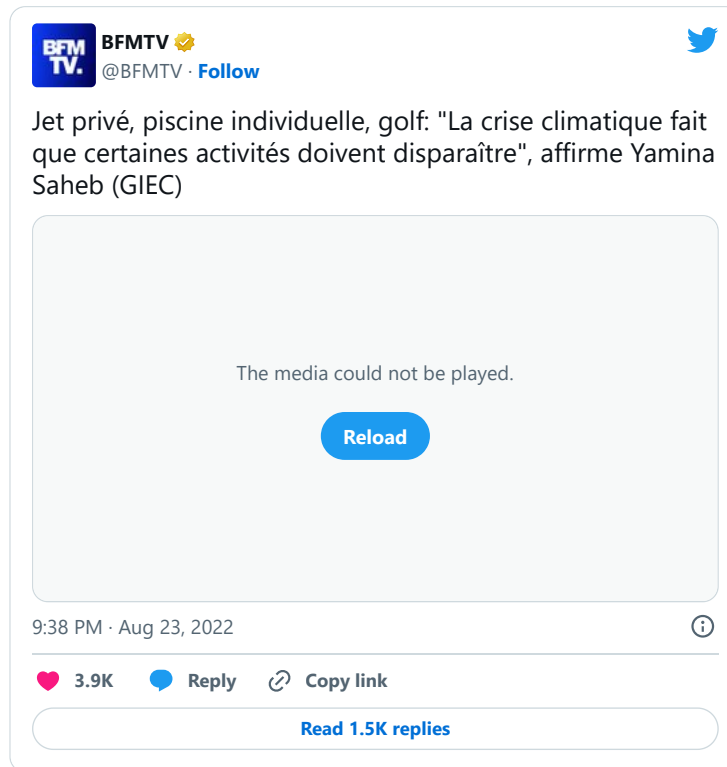 BFM
TV.
BFMTV
@BFMTV · Follow
Jet privé, piscine individuelle, golf: "La crise climatique fait
que certaines activités doivent disparaître", affirme Yamina
Saheb (GIEC)
The media could not be played.
Reload
9:38 PM · Aug 23, 2022
3.9K Reply Copy link
Read 1.5K replies